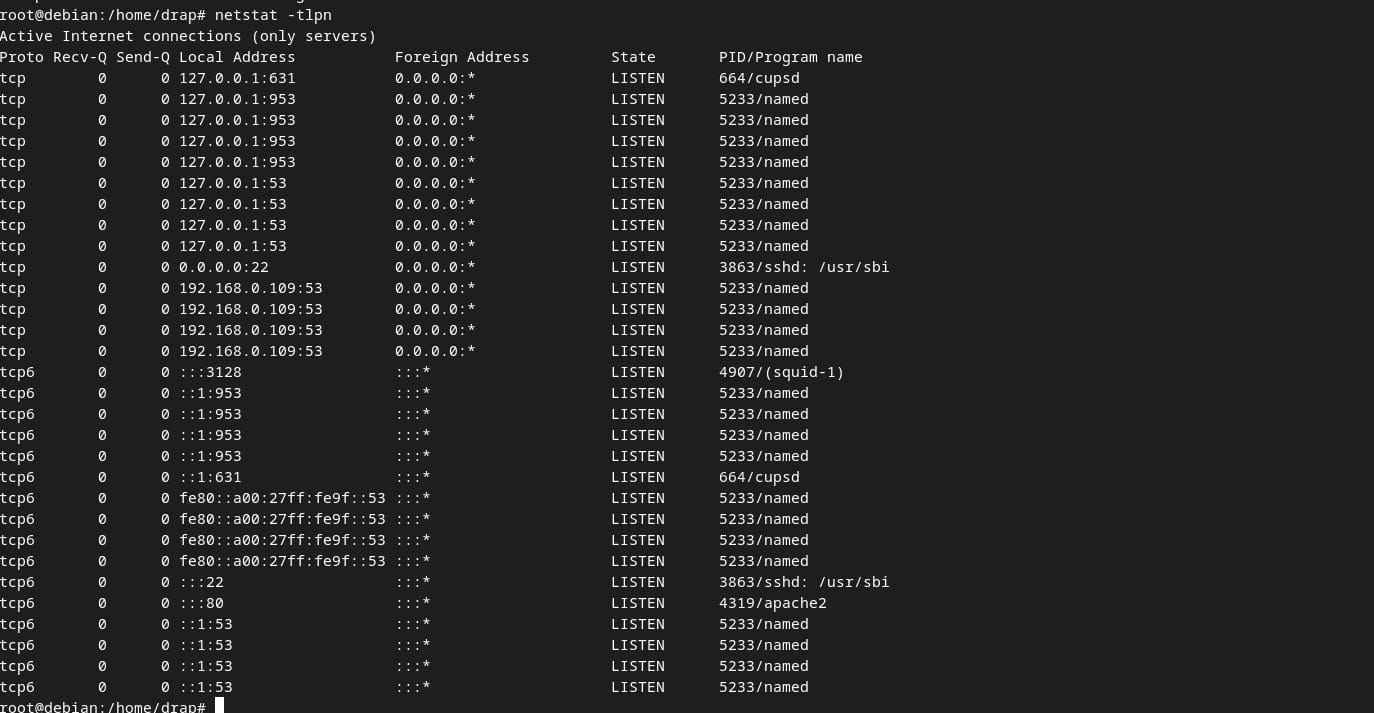 root@debian:/home/drap# netstat -tlpn
Active Internet connections (only servers)
Proto Recv-Q Send-Q Local Address           Foreign Address         State       PID/Program name
tcp        0      0 127.0.0.1:631           0.0.0.0:*               LISTEN      664/cupsd
tcp        0      0 127.0.0.1:953           0.0.0.0:*               LISTEN      5233/named
tcp        0      0 127.0.0.1:953           0.0.0.0:*               LISTEN      5233/named
tcp        0      0 127.0.0.1:953           0.0.0.0:*               LISTEN      5233/named
tcp        0      0 127.0.0.1:953           0.0.0.0:*               LISTEN      5233/named
tcp        0      0 127.0.0.1:53            0.0.0.0:*               LISTEN      5233/named
tcp        0      0 127.0.0.1:53            0.0.0.0:*               LISTEN      5233/named
tcp        0      0 127.0.0.1:53            0.0.0.0:*               LISTEN      5233/named
tcp        0      0 127.0.0.1:53            0.0.0.0:*               LISTEN      5233/named
tcp        0      0 0.0.0.0:22              0.0.0.0:*               LISTEN      3863/sshd: /usr/sbi
tcp        0      0 192.168.0.109:53        0.0.0.0:*               LISTEN      5233/named
tcp        0      0 192.168.0.109:53        0.0.0.0:*               LISTEN      5233/named
tcp        0      0 192.168.0.109:53        0.0.0.0:*               LISTEN      5233/named
tcp        0      0 192.168.0.109:53        0.0.0.0:*               LISTEN      5233/named
tcp6       0      0 :::3128                 :::*                    LISTEN      4907/(squid-1)
tcp6       0      0 ::1:953                 :::*                    LISTEN      5233/named
tcp6       0      0 ::1:953                 :::*                    LISTEN      5233/named
tcp6       0      0 ::1:953                 :::*                    LISTEN      5233/named
tcp6       0      0 ::1:953                 :::*                    LISTEN      5233/named
tcp6       0      0 ::1:631                 :::*                    LISTEN      664/cupsd
tcp6       0      0 fe80::a00:27ff:fe9f::53 :::*                    LISTEN      5233/named
tcp6       0      0 fe80::a00:27ff:fe9f::53 :::*                    LISTEN      5233/named
tcp6       0      0 fe80::a00:27ff:fe9f::53 :::*                    LISTEN      5233/named
tcp6       0      0 fe80::a00:27ff:fe9f::53 :::*                    LISTEN      5233/named
tcp6       0      0 :::22                   :::*                    LISTEN      3863/sshd: /usr/sbi
tcp6       0      0 :::80                   :::*                    LISTEN      4319/apache2
tcp6       0      0 ::1:53                  :::*                    LISTEN      5233/named
tcp6       0      0 ::1:53                  :::*                    LISTEN      5233/named
tcp6       0      0 ::1:53                  :::*                    LISTEN      5233/named
tcp6       0      0 ::1:53                  :::*                    LISTEN      5233/named
root@debian:/home/drap#